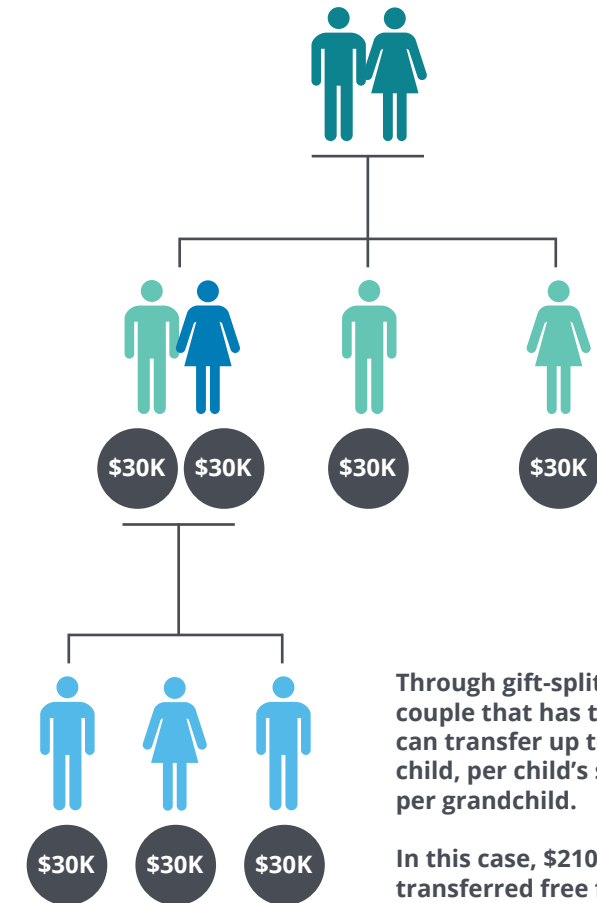 $30K $30K $30K $30K
Through gift-split
couple that has t
can transfer up t
child, per child's s
per grandchild.
In this case, $210
transferred free f
$30K $30K $30K